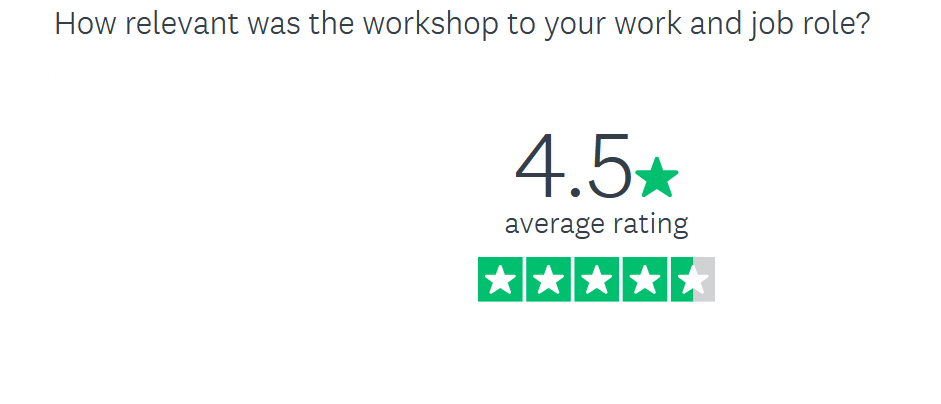 How relevant was the workshop to your work and job role?
4.5
average rating